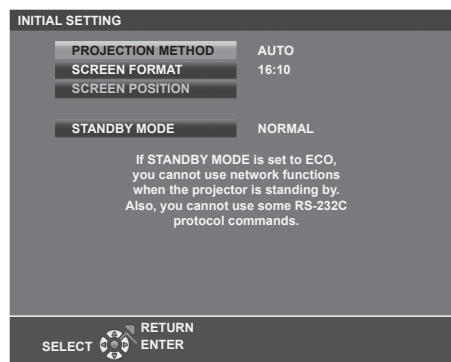 INITIAL SETTING
PROJECTION METHOD AUTO
SCREEN FORMAT 16:10
SCREEN POSITION
STANDBY MODE NORMAL
If STANDBY MODE is set to ECO,
you cannot use network functions
when the projector is standing by.
Also, you cannot use some RS-232C
protocol commands.
RETURN
SELECT ENTER